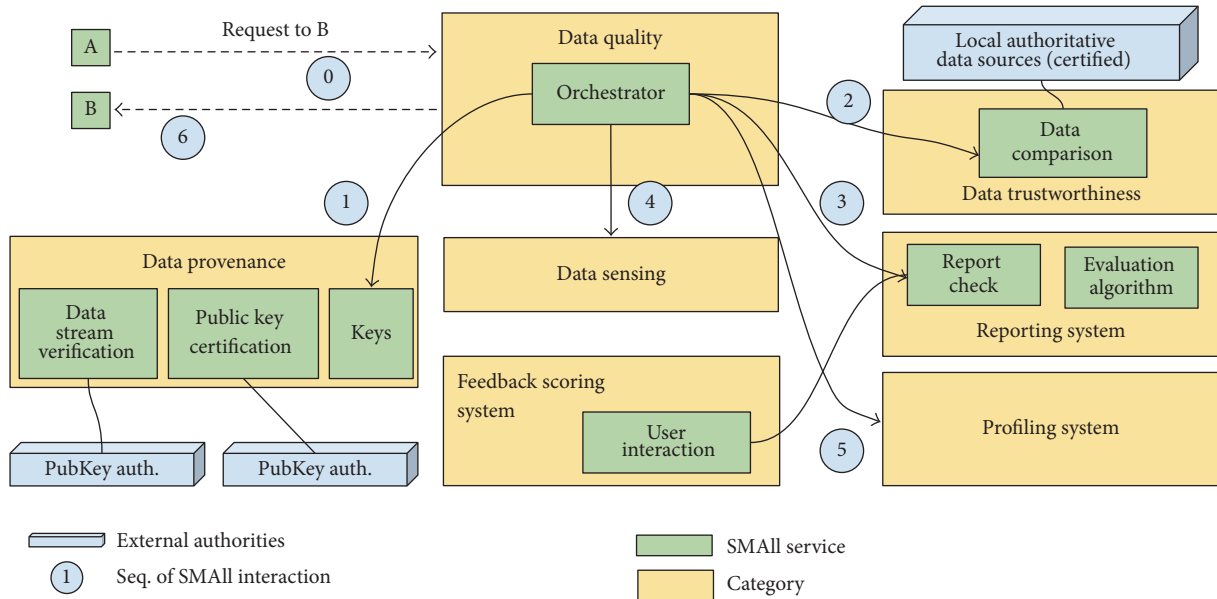 A
Request to B
0
B
6
Data quality
Orchestrator
Local authoritative
data sources (certified)
2
Data
comparison
Data trustworthiness
1
4
3
Data provenance
Data
stream
verification
Public key
certification
Keys
Data sensing
Report
check
Evaluation
algorithm
Reporting system
Feedback scoring
system
User
interaction
5
Profiling system
PubKey auth.
PubKey auth.
External authorities
1
Seq. of SMAll interaction
SMAll service
Category